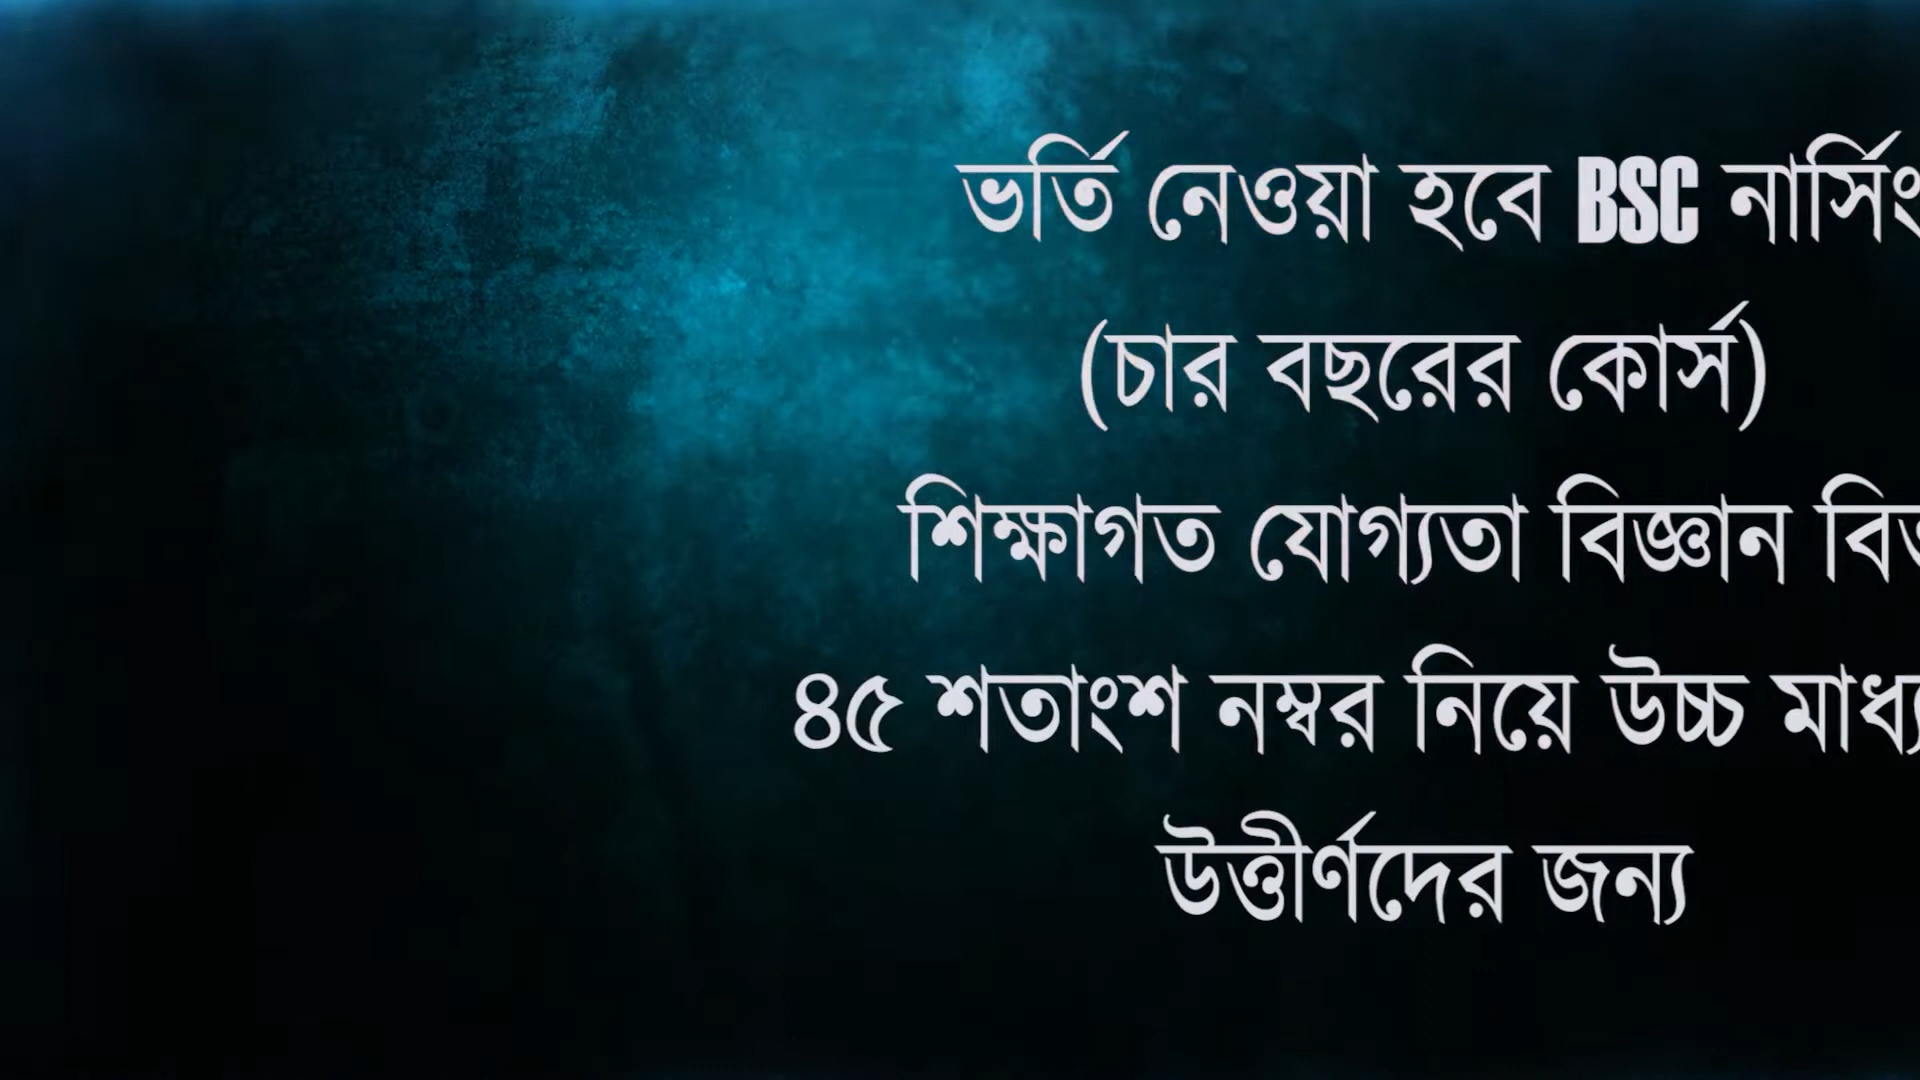 ভর্তি নেওয়া হবে BSC নার্সিং
(চার বছরের কোর্স)
শিক্ষাগত যোগ্যতা বিজ্ঞান
৪৫ শতাংশ নম্বর নিয়ে উচ্চ
উত্তীর্ণদের জন্য